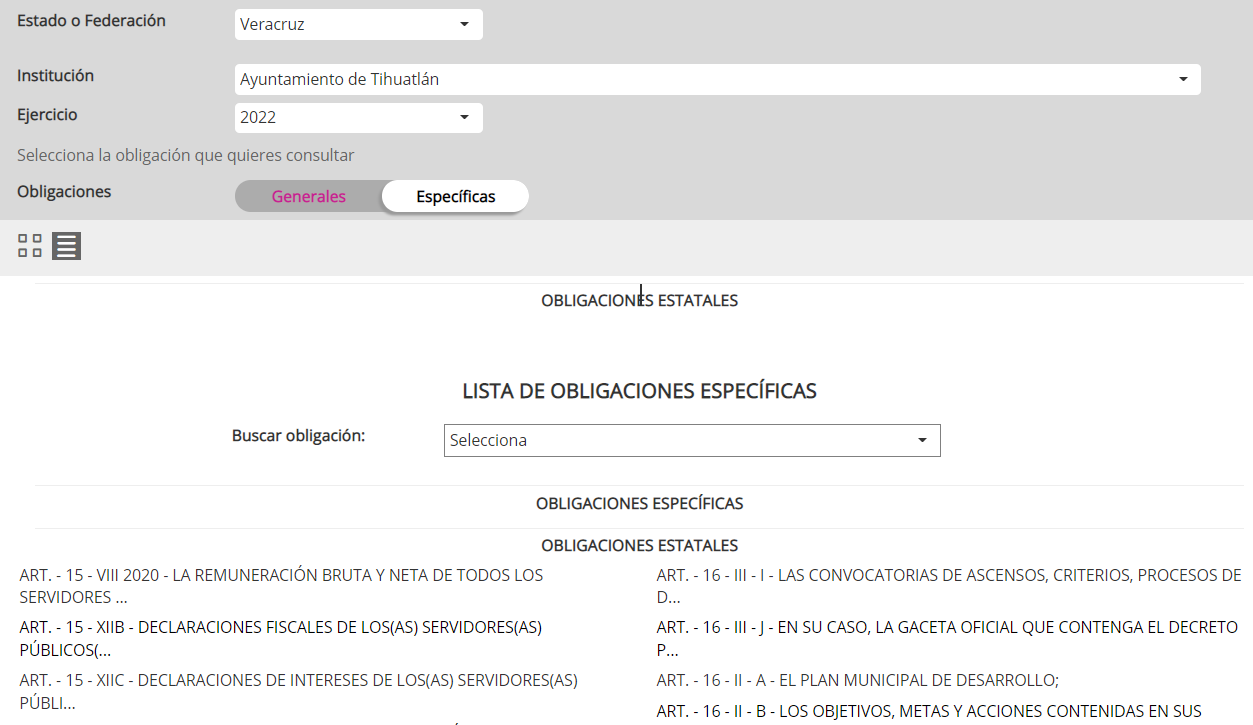 Estado o Federación
Veracruz
Institución
Ayuntamiento de Tihuatlán
Ejercicio
2022
Selecciona la obligación que quieres consultar
Obligaciones
Generales
Específicas
OBLIGACIONES ESTATALES
LISTA DE OBLIGACIONES ESPECÍFICAS
Buscar obligación:
Selecciona
OBLIGACIONES ESPECÍFICAS
OBLIGACIONES ESTATALES
ART. - 15 - VIII 2020 - LA REMUNERACIÓN BRUTA Y NETA DE TODOS LOS
SERVIDORES ...
ART. - 15 - XIIB - DECLARACIONES FISCALES DE LOS(AS) SERVIDORES(AS)
PÚBLICOS(...
ART. - 15 - XIIC - DECLARACIONES DE INTERESES DE LOS(AS) SERVIDORES(AS)
PÚBLI...
ART. - 16 - III - I - LAS CONVOCATORIAS DE ASCENSOS, CRITERIOS, PROCESOS DE
D...
ART. - 16 - III - J - EN SU CASO, LA GACETA OFICIAL QUE CONTENGA EL DECRETO
P...
ART. - 16 - II - A - EL PLAN MUNICIPAL DE DESARROLLO;
ART. - 16 - II - B - LOS OBJETIVOS, METAS Y ACCIONES CONTENIDAS EN SUS